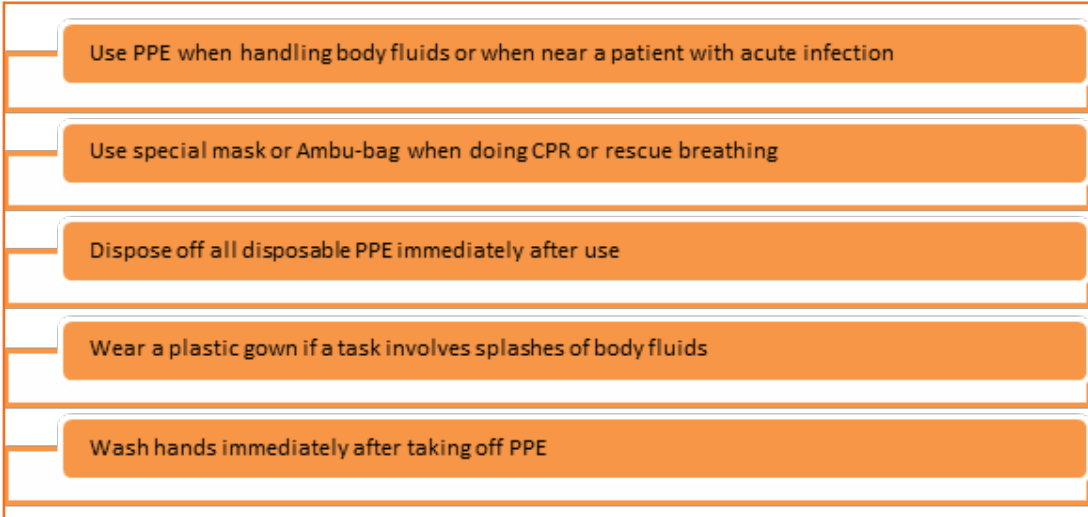 Use PPE when handling body fluids or when near a patient with acute infection
Use special mask or Ambu-bag when doing CPR or rescue breathing
Dispose off all disposable PPE immediately after use
Wear a plastic gown if a task involves splashes of body fluids
Wash hands immediately after taking off PPE